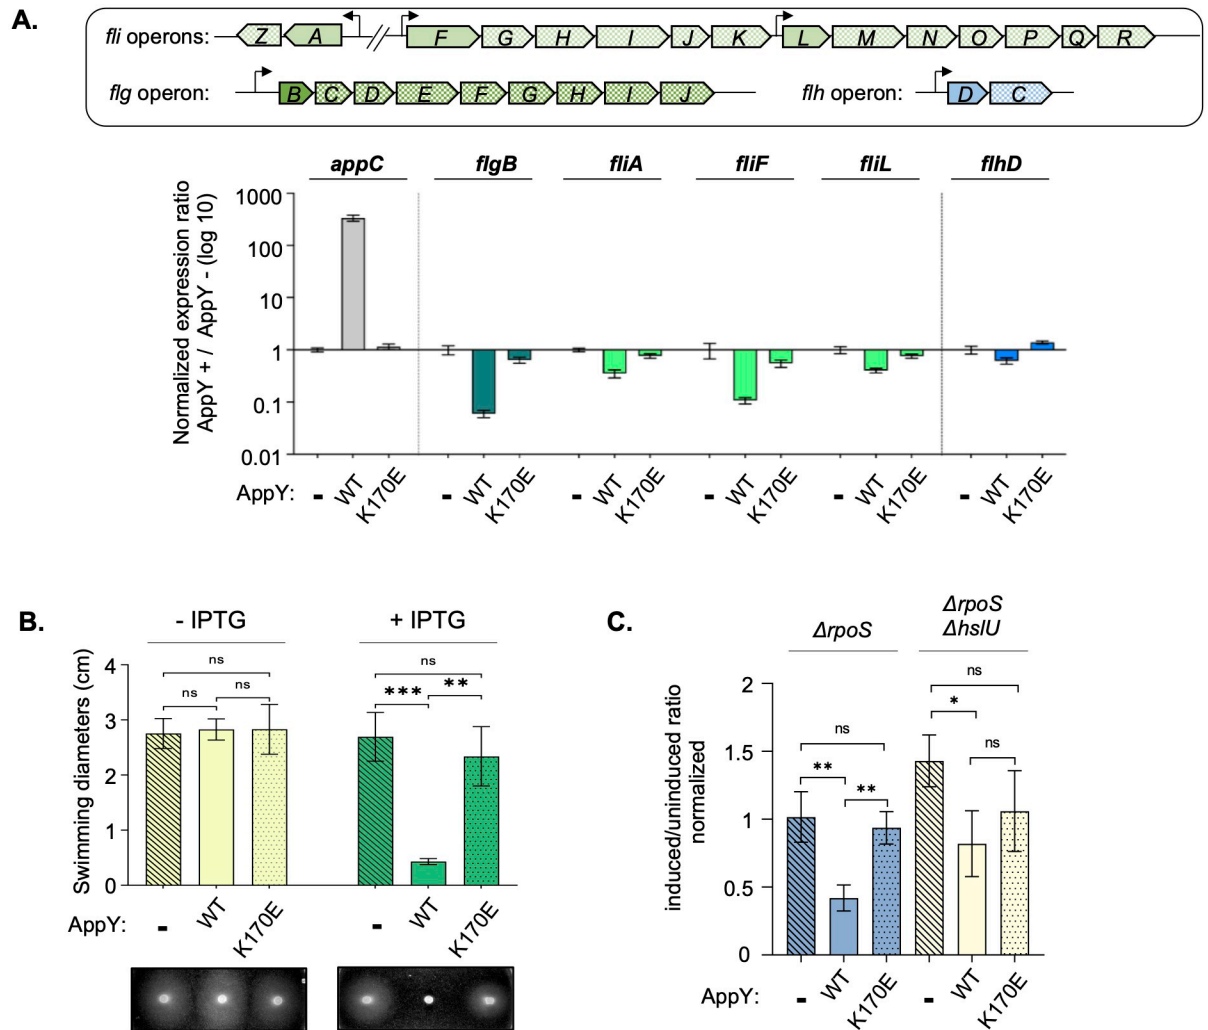 A.
fli operons: Z A F G H I J K L M N O P Q R
flg operon: B C D E F G H I J flh operon: D C
appC flgB fliA fliF fliL flhD
Normalized expression ratio
AppY + / AppY - (log 10)
1000
100
10
1
0.1
0.01
AppY: - WT K170E - WT K170E - WT K170E - WT K170E - WT K170E - WT K170E
B.
- IPTG + IPTG
Swimming diameters (cm)
4
3
2
1
0
ns
ns ns
ns
*** **
AppY: - WT K170E - WT K170E
C.
ΔrpoS ΔrpoS
ΔhslU
induced/uninduced ratio
normalized
2
1.5
1
0.5
0
ns
** **
ns
*
ns
AppY: - WT K170E - WT K170E